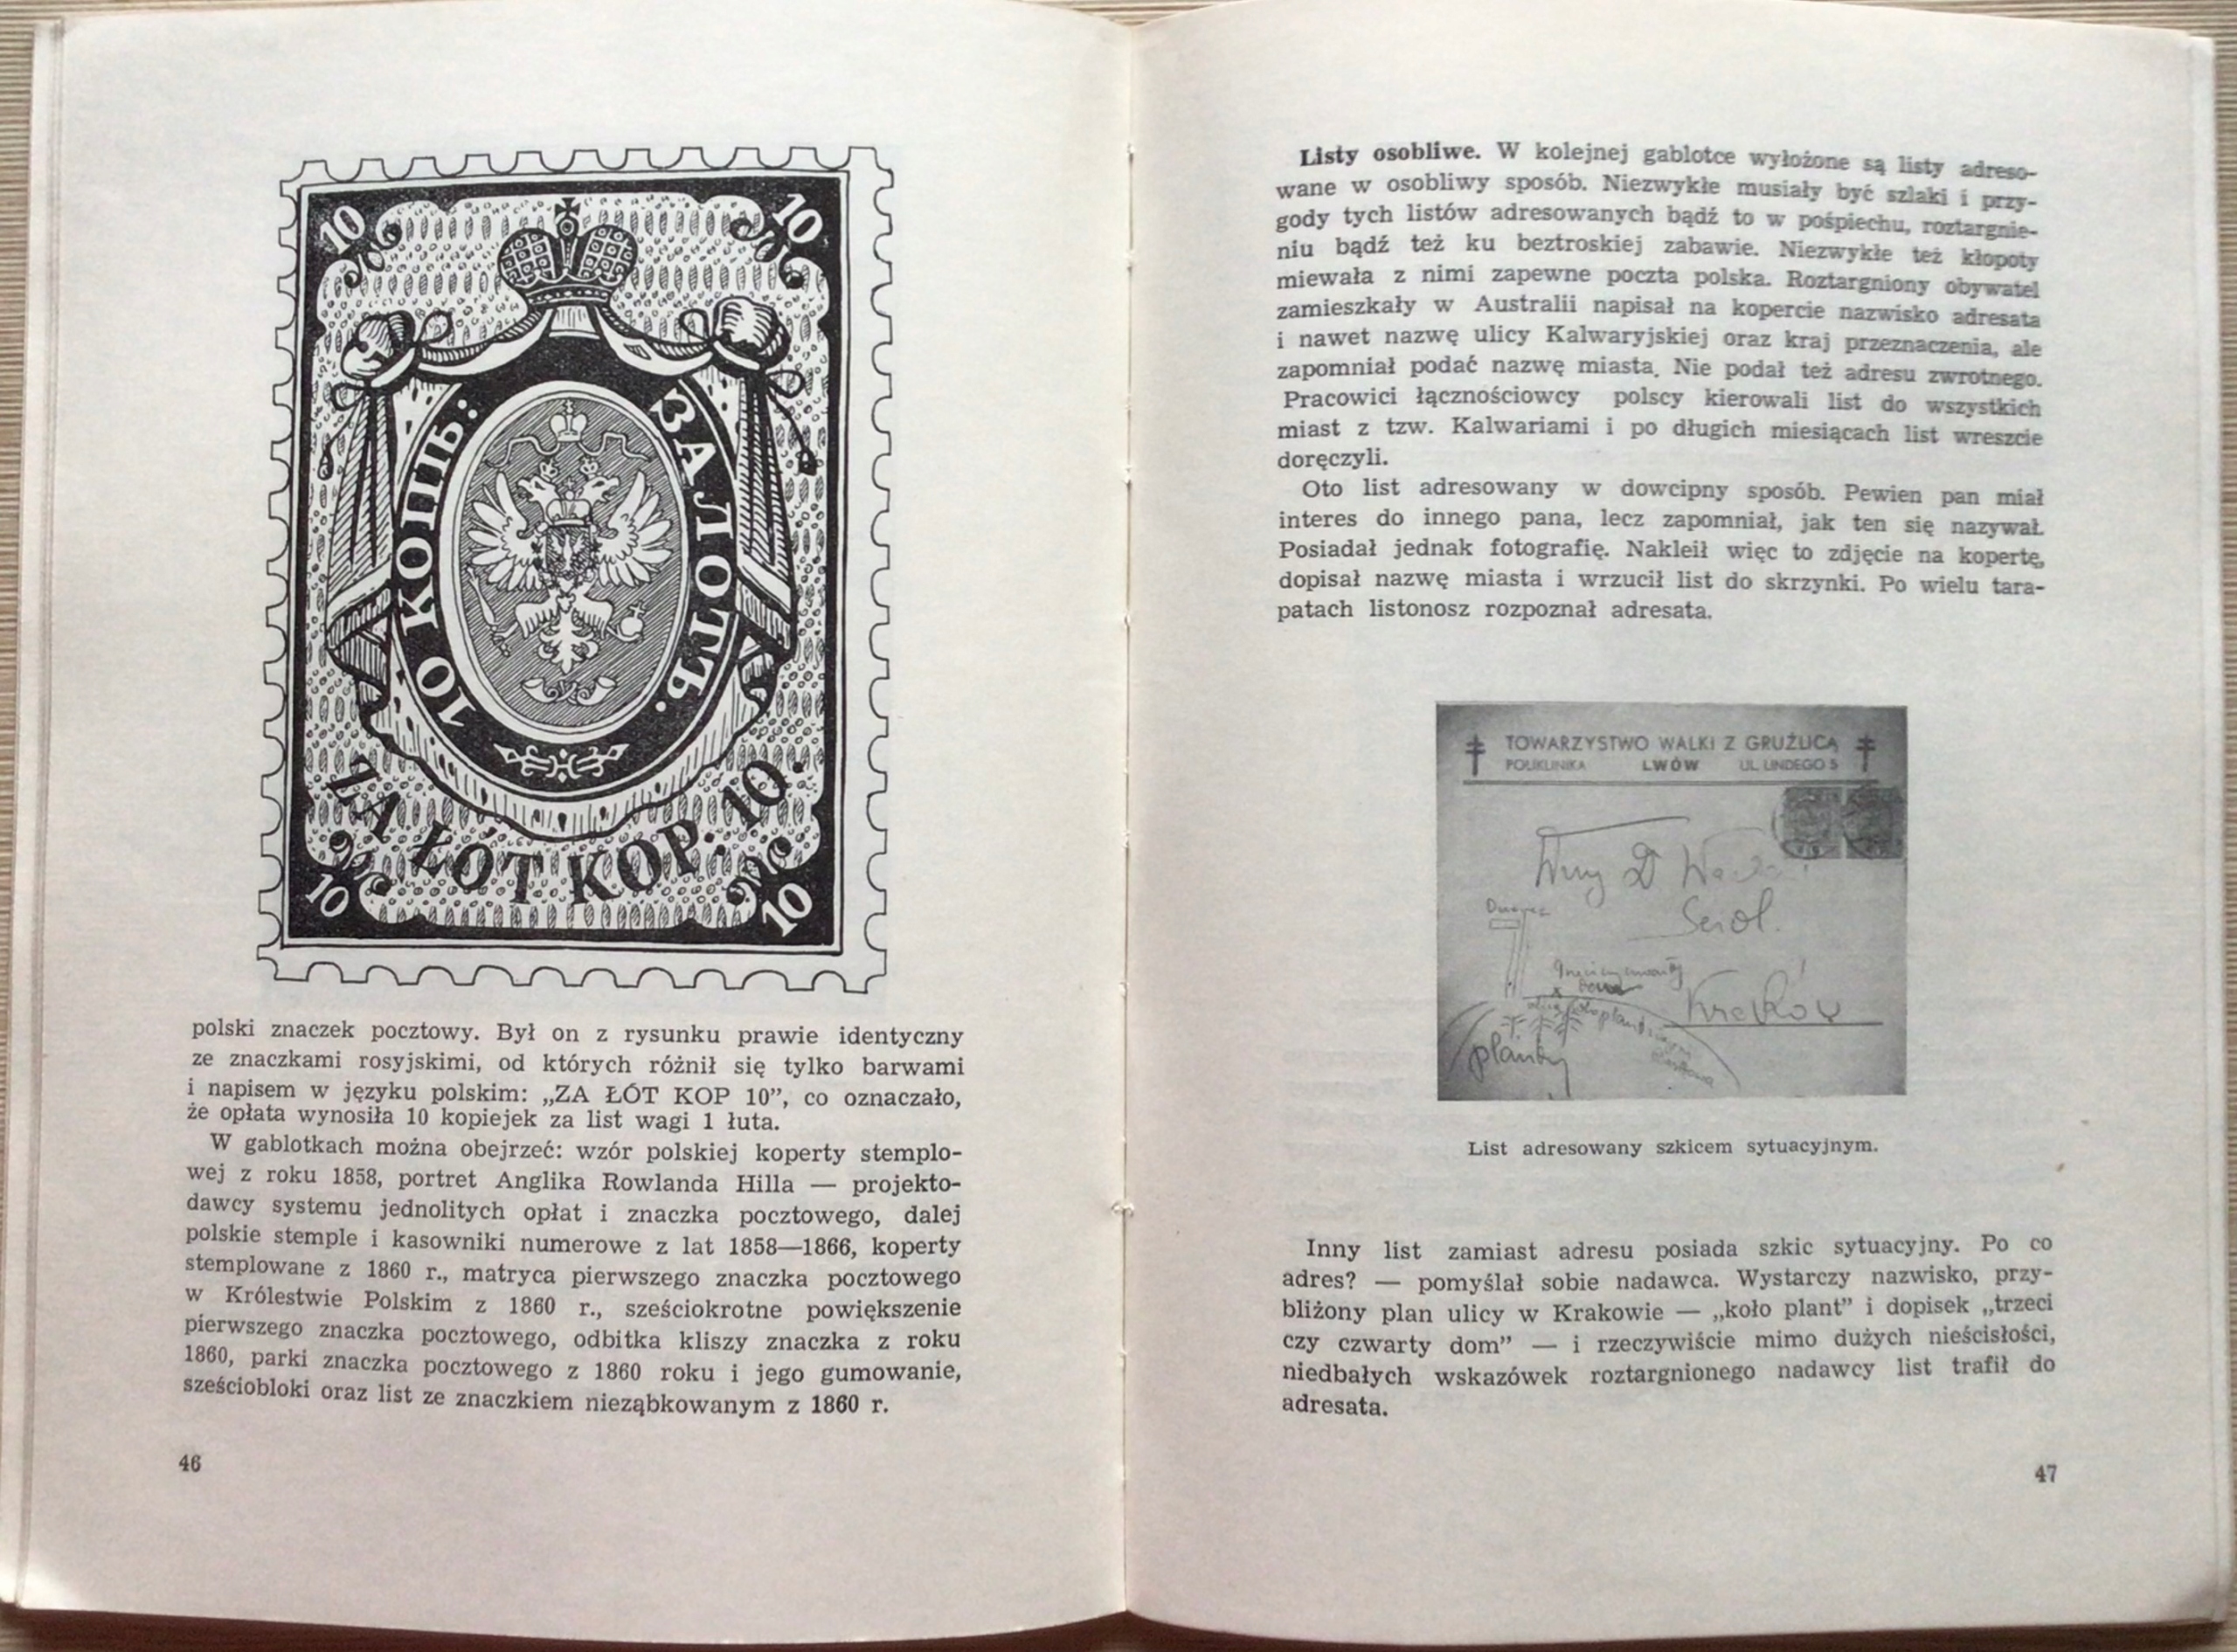 10 10
10 КОПЪ: ЗА ЛОТЪ.
ZA ŁÓT KOP. 10.
10 10
polski znaczek pocztowy. Był on z rysunku prawie identyczny
ze znaczkami rosyjskimi, od których różnił się tylko barwami
i napisem w języku polskim: „ZA ŁÓT KOP 10”, co oznaczało,
że opłata wynosiła 10 kopiejek za list wagi 1 łuta.
W gablotkach można obejrzeć: wzór polskiej koperty stemplo-
wej z roku 1858, portret Anglika Rowlanda Hilla — projekto-
dawcy systemu jednolitych opłat i znaczka pocztowego, dalej
polskie stemple i kasowniki numerowe z lat 1858—1866, koperty
stemplowane z 1860 r., matryca pierwszego znaczka pocztowego
w Królestwie Polskim z 1860 r., sześciokrotne powiększenie
pierwszego znaczka pocztowego, odbitka kliszy znaczka z roku
1860, parki znaczka pocztowego z 1860 roku i jego gumowanie,
sześciobloki oraz list ze znaczkiem nieząbkowanym z 1860 r.
46
Listy osobliwe. W kolejnej gablotce wyłożone są listy adreso-
wane w osobliwy sposób. Niezwykłe musiały być szlaki i przy-
gody tych listów adresowanych bądź to w pośpiechu, roztargnie-
niu bądź też ku beztroskiej zabawie. Niezwykłe też kłopoty
miewała z nimi zapewne poczta polska. Roztargniony obywatel
zamieszkały w Australii napisał na kopercie nazwisko adresata
i nawet nazwę ulicy Kalwaryjskiej oraz kraj przeznaczenia, ale
zapomniał podać nazwę miasta. Nie podał też adresu zwrotnego.
Pracowici łącznościowcy polscy kierowali list do wszystkich
miast z tzw. Kalwariami i po długich miesiącach list wreszcie
doręczyli.
Oto list adresowany w dowcipny sposób. Pewien pan miał
interes do innego pana, lecz zapomniał, jak ten się nazywał.
Posiadał jednak fotografię. Nakleił więc to zdjęcie na kopertę,
dopisał nazwę miasta i wrzucił list do skrzynki. Po wielu tara-
patach listonosz rozpoznał adresata.
TOWARZYSTWO WALKI Z GRUŹLICĄ
POLIKLINIKA LWÓW UL. LINDEGO 5
Kraków
planty
List adresowany szkicem sytuacyjnym.
Inny list zamiast adresu posiada szkic sytuacyjny. Po co
adres? — pomyślał sobie nadawca. Wystarczy nazwisko, przy-
bliżony plan ulicy w Krakowie — „koło plant” i dopisek „trzeci
czy czwarty dom” — i rzeczywiście mimo dużych nieścisłości,
niedbałych wskazówek roztargnionego nadawcy list trafił do
adresata.
47